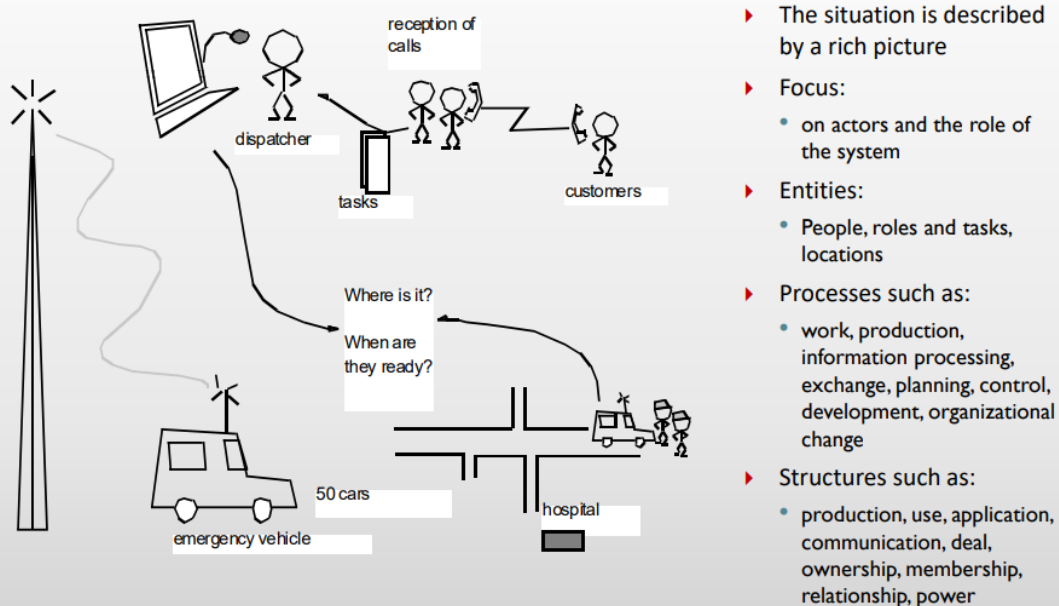 reception of
calls
dispatcher
tasks
customers
Where is it?
When are
they ready?
50 cars
emergency vehicle
hospital
The situation is described
by a rich picture
Focus:
on actors and the role of
the system
Entities:
People, roles and tasks,
locations
Processes such as:
work, production,
information processing,
exchange, planning, control,
development, organizational
change
Structures such as:
production, use, application,
communication, deal,
ownership, membership,
relationship, power